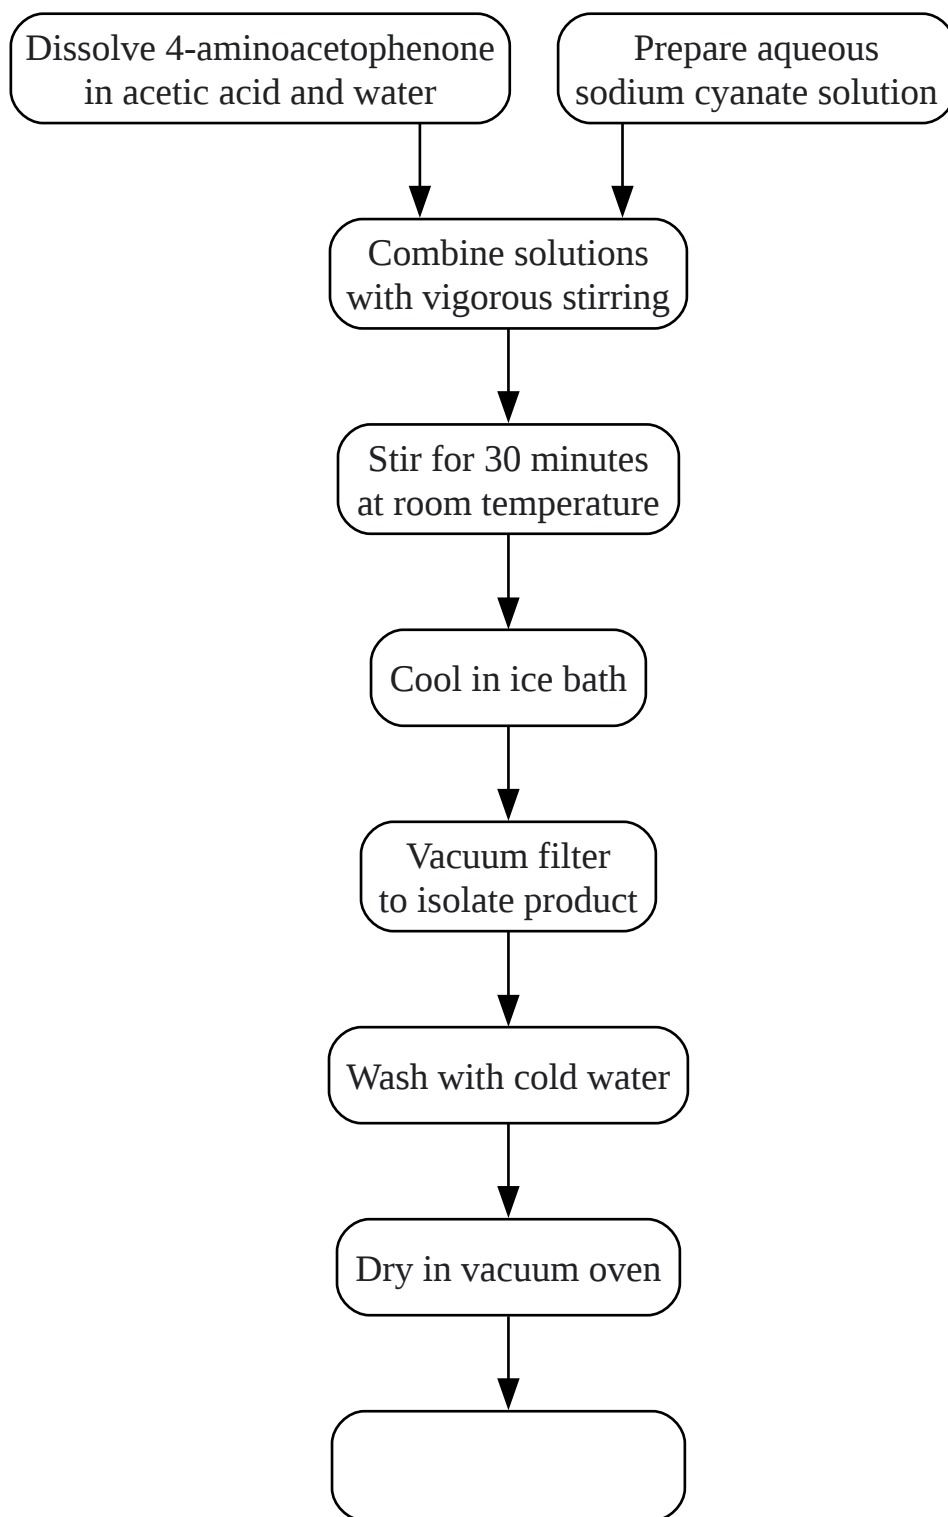 Dissolve 4-aminoacetophenone
in acetic acid and water
Prepare aqueous
sodium cyanate solution
Combine solutions
with vigorous stirring
Stir for 30 minutes
at room temperature
Cool in ice bath
Vacuum filter
to isolate product
Wash with cold water
Dry in vacuum oven